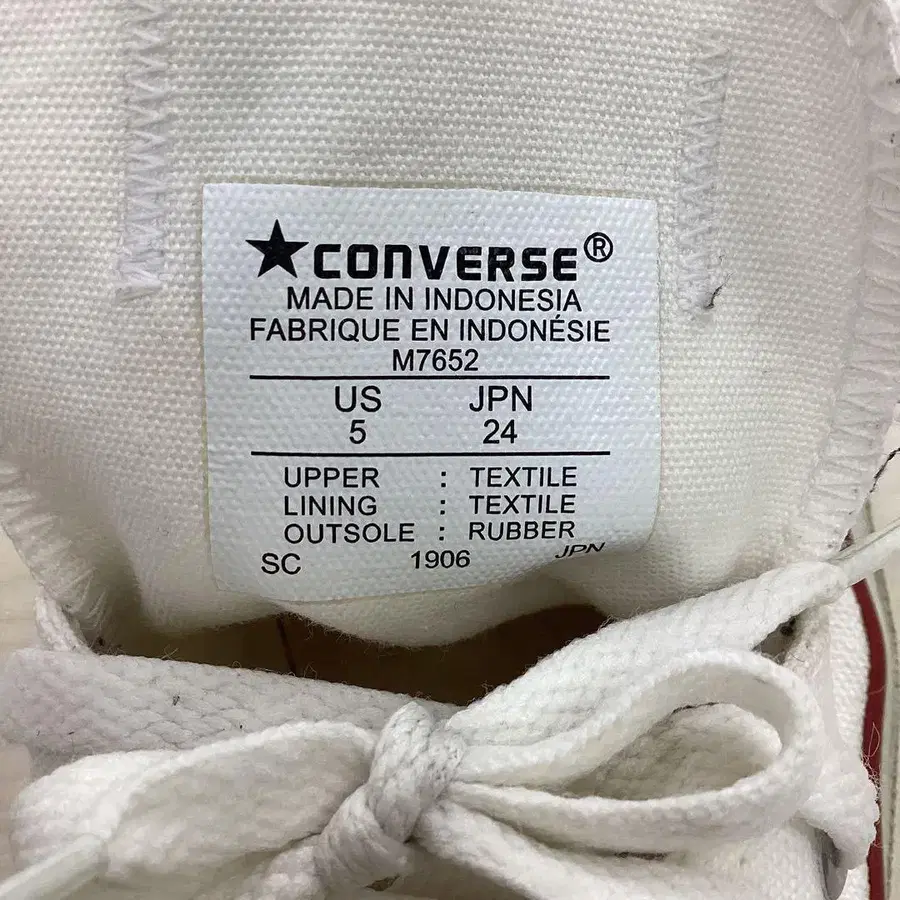 ★CONVERSE®
MADE IN INDONESIA
FABRIQUE EN INDONÉSIE
M7652
US JPN
5 24
UPPER : TEXTILE
LINING : TEXTILE
OUTSOLE : RUBBER
SC 1906 JPN